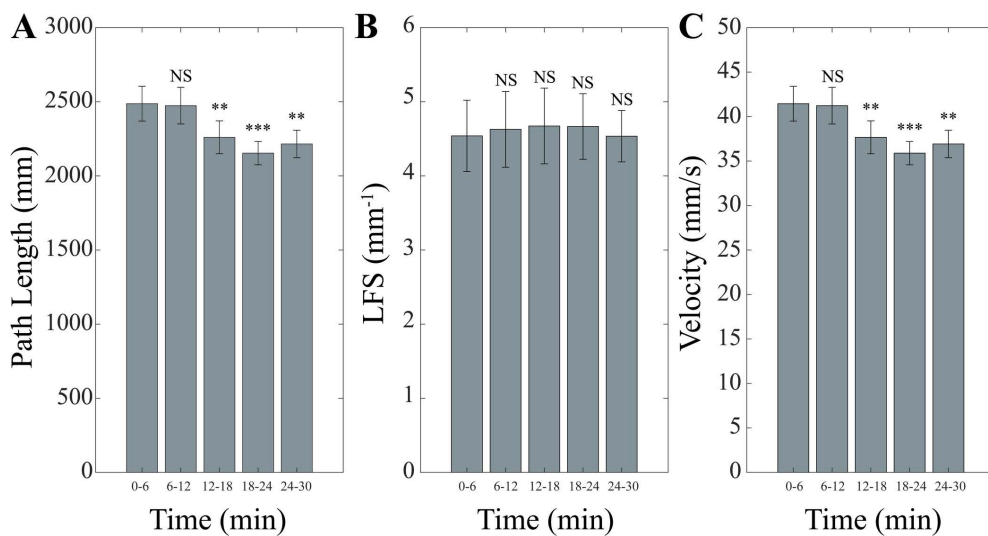 A
Path Length (mm)
3000
2500
2000
1500
1000
500
0
NS
**
***
**
0-6 6-12 12-18 18-24 24-30
Time (min)
B
LFS (mm-1)
6
5
4
3
2
1
0
NS
NS
NS
NS
0-6 6-12 12-18 18-24 24-30
Time (min)
C
Velocity (mm/s)
50
45
40
35
30
25
20
15
10
5
0
NS
**
***
**
0-6 6-12 12-18 18-24 24-30
Time (min)